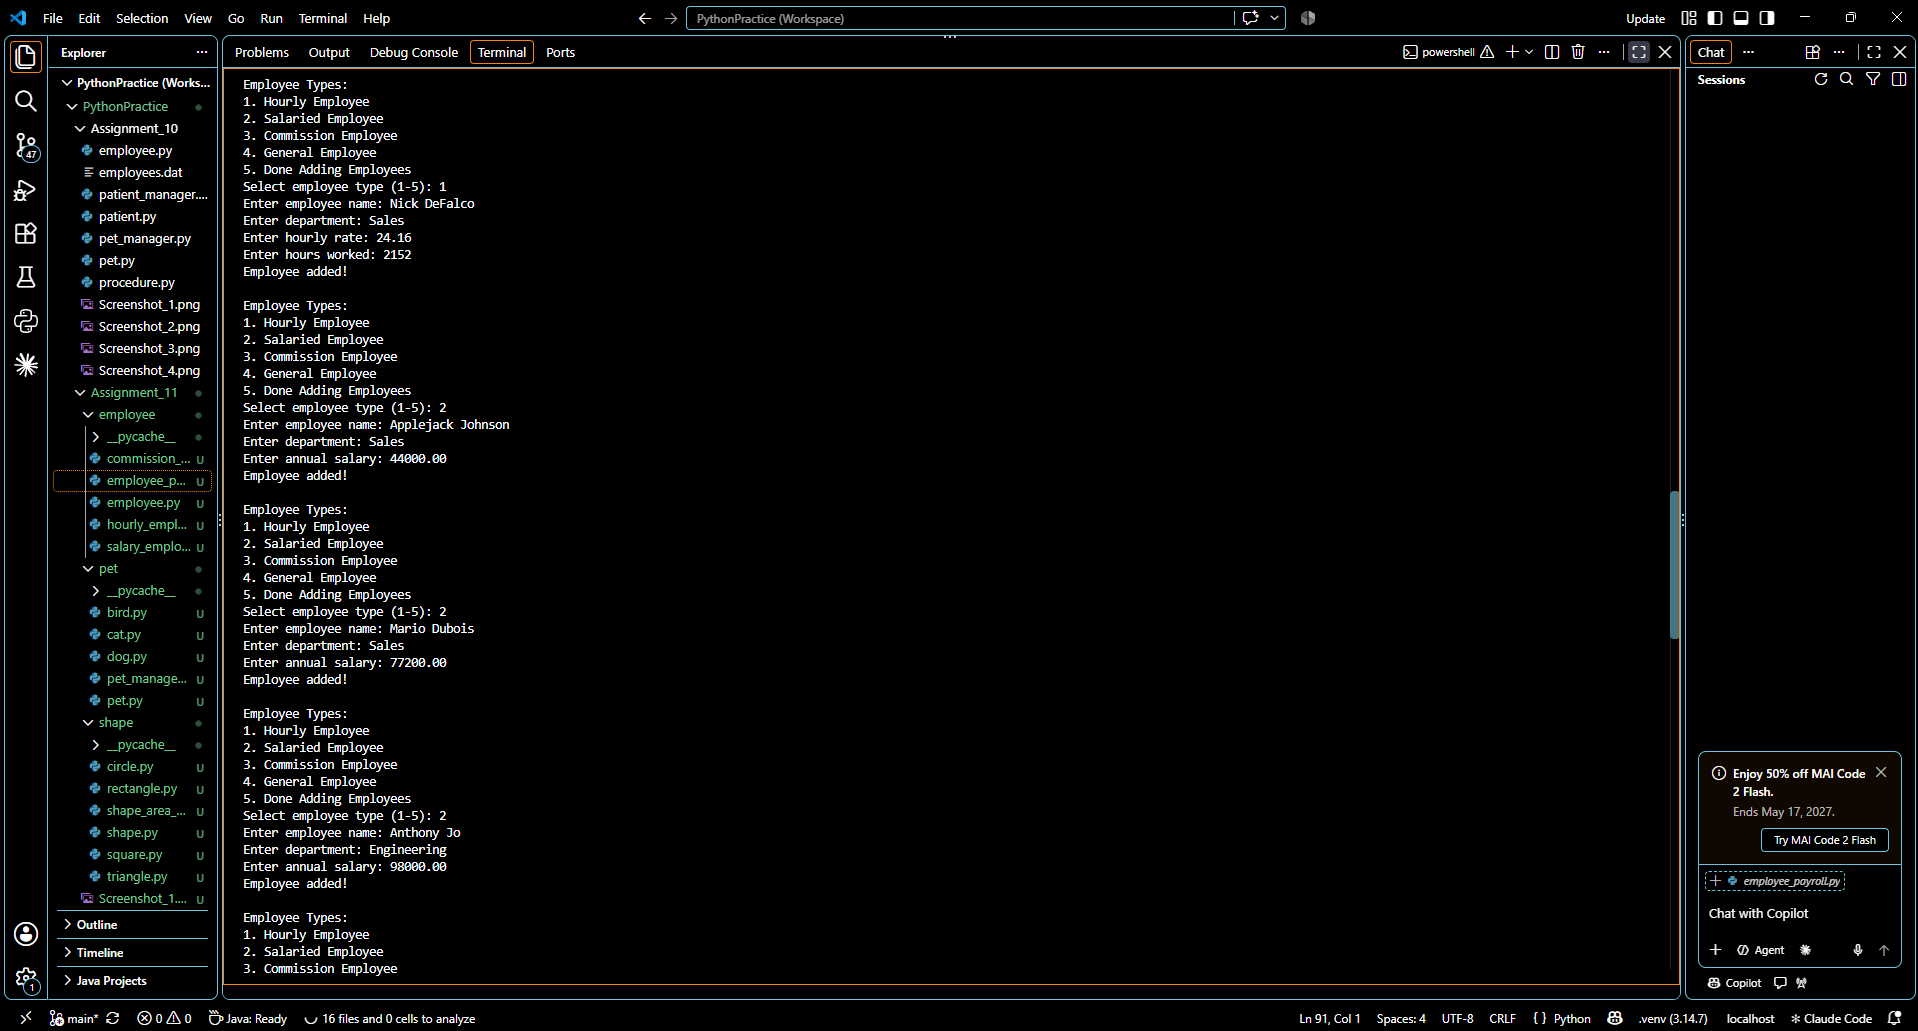 File Edit Selection View Go Run Terminal Help
PythonPractice (Workspace)
Update
Explorer
PythonPractice (Works...
PythonPractice
Assignment_10
employee.py
employees.dat
patient_manager....
patient.py
pet_manager.py
pet.py
procedure.py
Screenshot_1.png
Screenshot_2.png
Screenshot_3.png
Screenshot_4.png
Assignment_11
employee
__pycache__
commission_... U
employee_p... U
employee.py U
hourly_empl... U
salary_emplo... U
pet
__pycache__
bird.py U
cat.py U
dog.py U
pet_manage... U
pet.py U
shape
__pycache__
circle.py U
rectangle.py U
shape_area_... U
shape.py U
square.py U
triangle.py U
Screenshot_1.... U
Outline
Timeline
Java Projects
47
1
Problems Output Debug Console Terminal Ports
powershell
Employee Types:
1. Hourly Employee
2. Salaried Employee
3. Commission Employee
4. General Employee
5. Done Adding Employees
Select employee type (1-5): 1
Enter employee name: Nick DeFalco
Enter department: Sales
Enter hourly rate: 24.16
Enter hours worked: 2152
Employee added!
Employee Types:
1. Hourly Employee
2. Salaried Employee
3. Commission Employee
4. General Employee
5. Done Adding Employees
Select employee type (1-5): 2
Enter employee name: Applejack Johnson
Enter department: Sales
Enter annual salary: 44000.00
Employee added!
Employee Types:
1. Hourly Employee
2. Salaried Employee
3. Commission Employee
4. General Employee
5. Done Adding Employees
Select employee type (1-5): 2
Enter employee name: Mario Dubois
Enter department: Sales
Enter annual salary: 77200.00
Employee added!
Employee Types:
1. Hourly Employee
2. Salaried Employee
3. Commission Employee
4. General Employee
5. Done Adding Employees
Select employee type (1-5): 2
Enter employee name: Anthony Jo
Enter department: Engineering
Enter annual salary: 98000.00
Employee added!
Employee Types:
1. Hourly Employee
2. Salaried Employee
3. Commission Employee
Chat
Sessions
Enjoy 50% off MAI Code
2 Flash.
Ends May 17, 2027.
Try MAI Code 2 Flash
employee_payroll.py
Chat with Copilot
Agent
Copilot
main* 0 0 Java: Ready 16 files and 0 cells to analyze
Ln 91, Col 1 Spaces: 4 UTF-8 CRLF { } Python .venv (3.14.7) localhost Claude Code